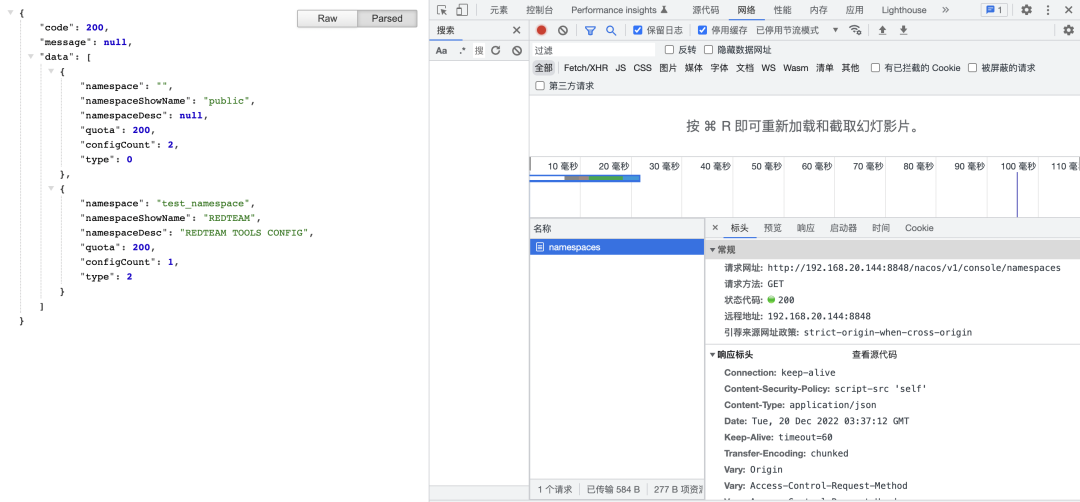 Raw Parsed
{
"code": 200,
"message": null,
"data": [
{
"namespace": "",
"namespaceShowName": "public",
"namespaceDesc": null,
"quota": 200,
"configCount": 2,
"type": 0
},
{
"namespace": "test_namespace",
"namespaceShowName": "REDTEAM",
"namespaceDesc": "REDTEAM TOOLS CONFIG",
"quota": 200,
"configCount": 1,
"type": 2
}
]
}
元素 控制台 Performance insights 源代码 网络 性能 内存 应用 Lighthouse » 1
搜索
Aa .* 搜
保留日志 停用缓存 已停用节流模式
过滤 反转 隐藏数据网址
全部 Fetch/XHR JS CSS 图片 媒体 字体 文档 WS Wasm 清单 其他 有已拦截的 Cookie 被屏蔽的请求
第三方请求
按 ⌘ R 即可重新加载和截取幻灯影片。
10 毫秒 20 毫秒 30 毫秒 40 毫秒 50 毫秒 60 毫秒 70 毫秒 80 毫秒 90 毫秒 100 毫秒 110
名称
namespaces
× 标头 预览 响应 启动器 时间 Cookie
常规
请求网址: http://192.168.20.144:8848/nacos/v1/console/namespaces
请求方法: GET
状态代码: 200
远程地址: 192.168.20.144:8848
引荐来源网址政策: strict-origin-when-cross-origin
响应标头 查看源代码
Connection: keep-alive
Content-Security-Policy: script-src 'self'
Content-Type: application/json
Date: Tue, 20 Dec 2022 03:37:12 GMT
Keep-Alive: timeout=60
Transfer-Encoding: chunked
Vary: Origin
Vary: Access-Control-Request-Method
1 个请求 已传输 584 B 277 B 项资